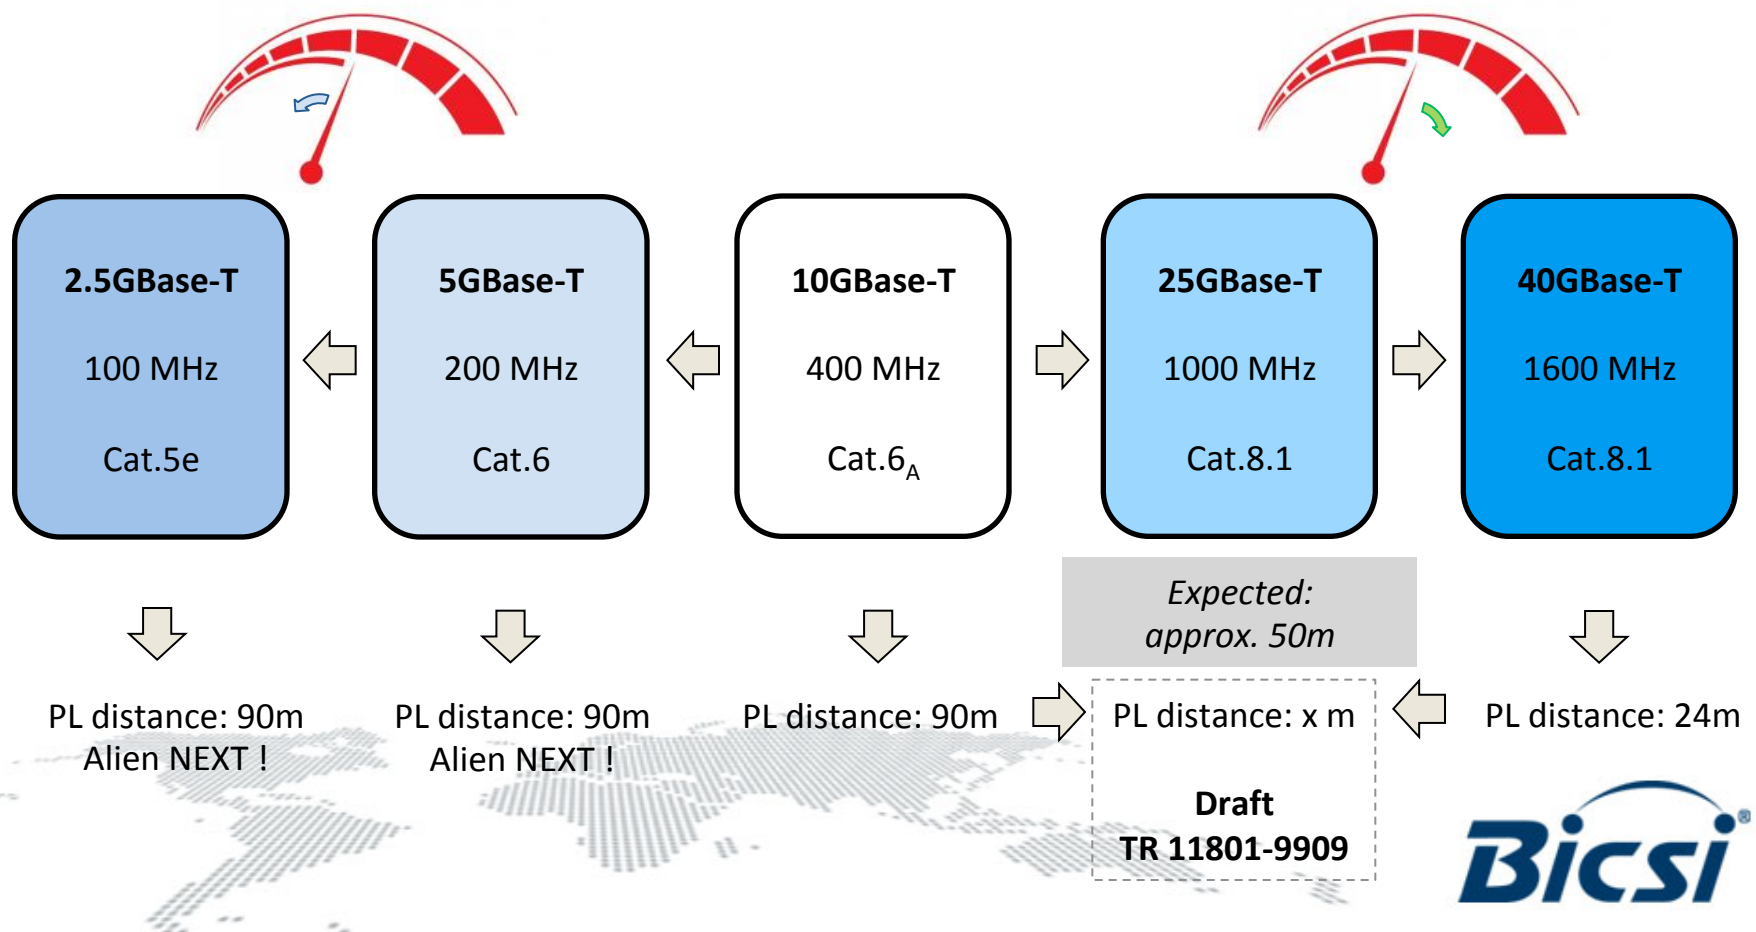 2.5GBase-T
100 MHz
Cat.5e
5GBase-T
200 MHz
Cat.6
10GBase-T
400 MHz
Cat.6A
25GBase-T
1000 MHz
Cat.8.1
40GBase-T
1600 MHz
Cat.8.1
Expected:
approx. 50m
PL distance: 90m
Alien NEXT !
PL distance: 90m
Alien NEXT !
PL distance: 90m
PL distance: x m
Draft
TR 11801-9909
PL distance: 24m
Bicsi®